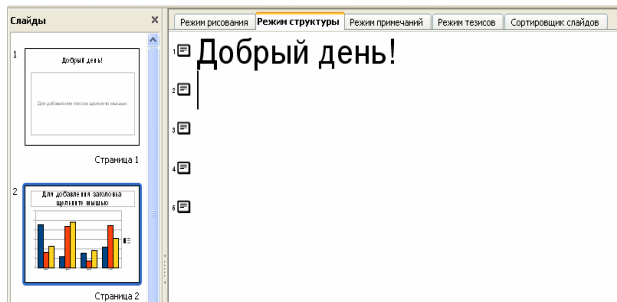 Слайды ×
Режим рисования Режим структуры Режим примечаний Режим тезисов Сортировщик слайдов
1
Добрый день!
Для добавления текста щелкните мышью
Страница 1
2
Для добавления заголовка
щелкните мышью
Страница 2
1 Добрый день!
2
3
4
5